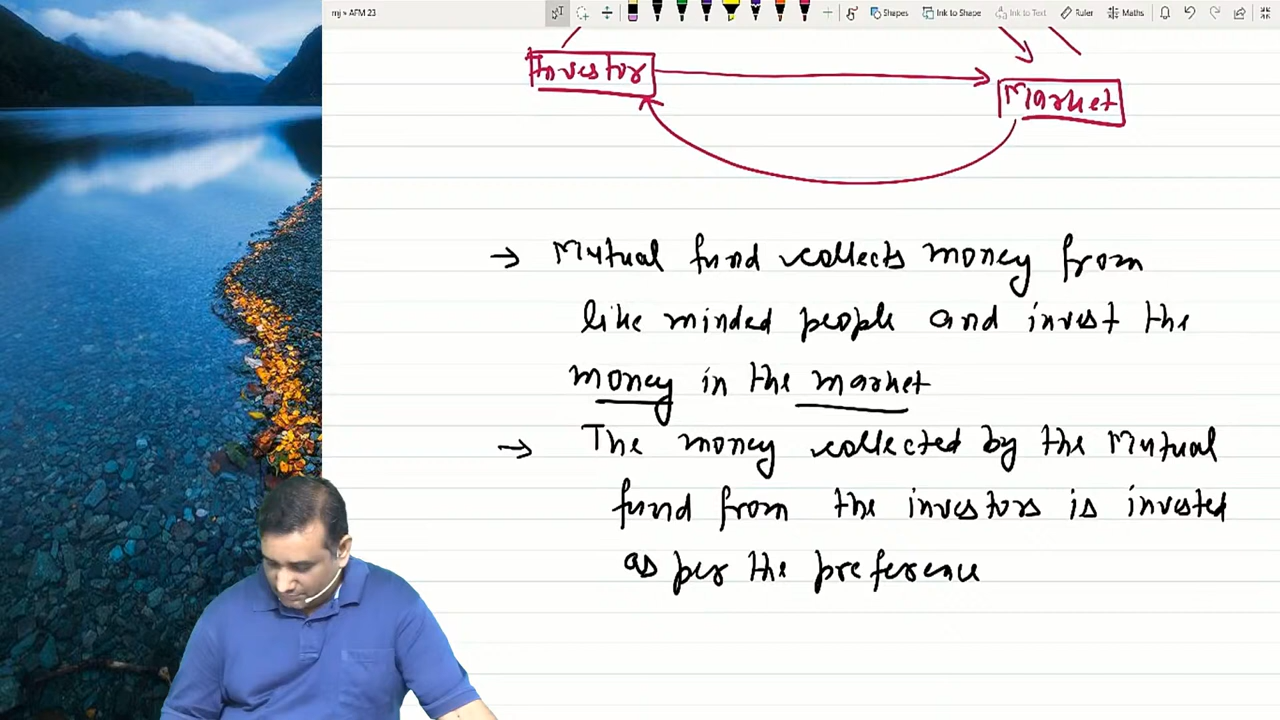 mj » AFM 23
Shapes
Ink to Shape
Ink to Text
Ruler
Maths
Investor
Market
→ Mutual fund collects money from
like minded people and invest the
money in the market
→ The money collected by the Mutual
fund from the investors is invested
as per the preference